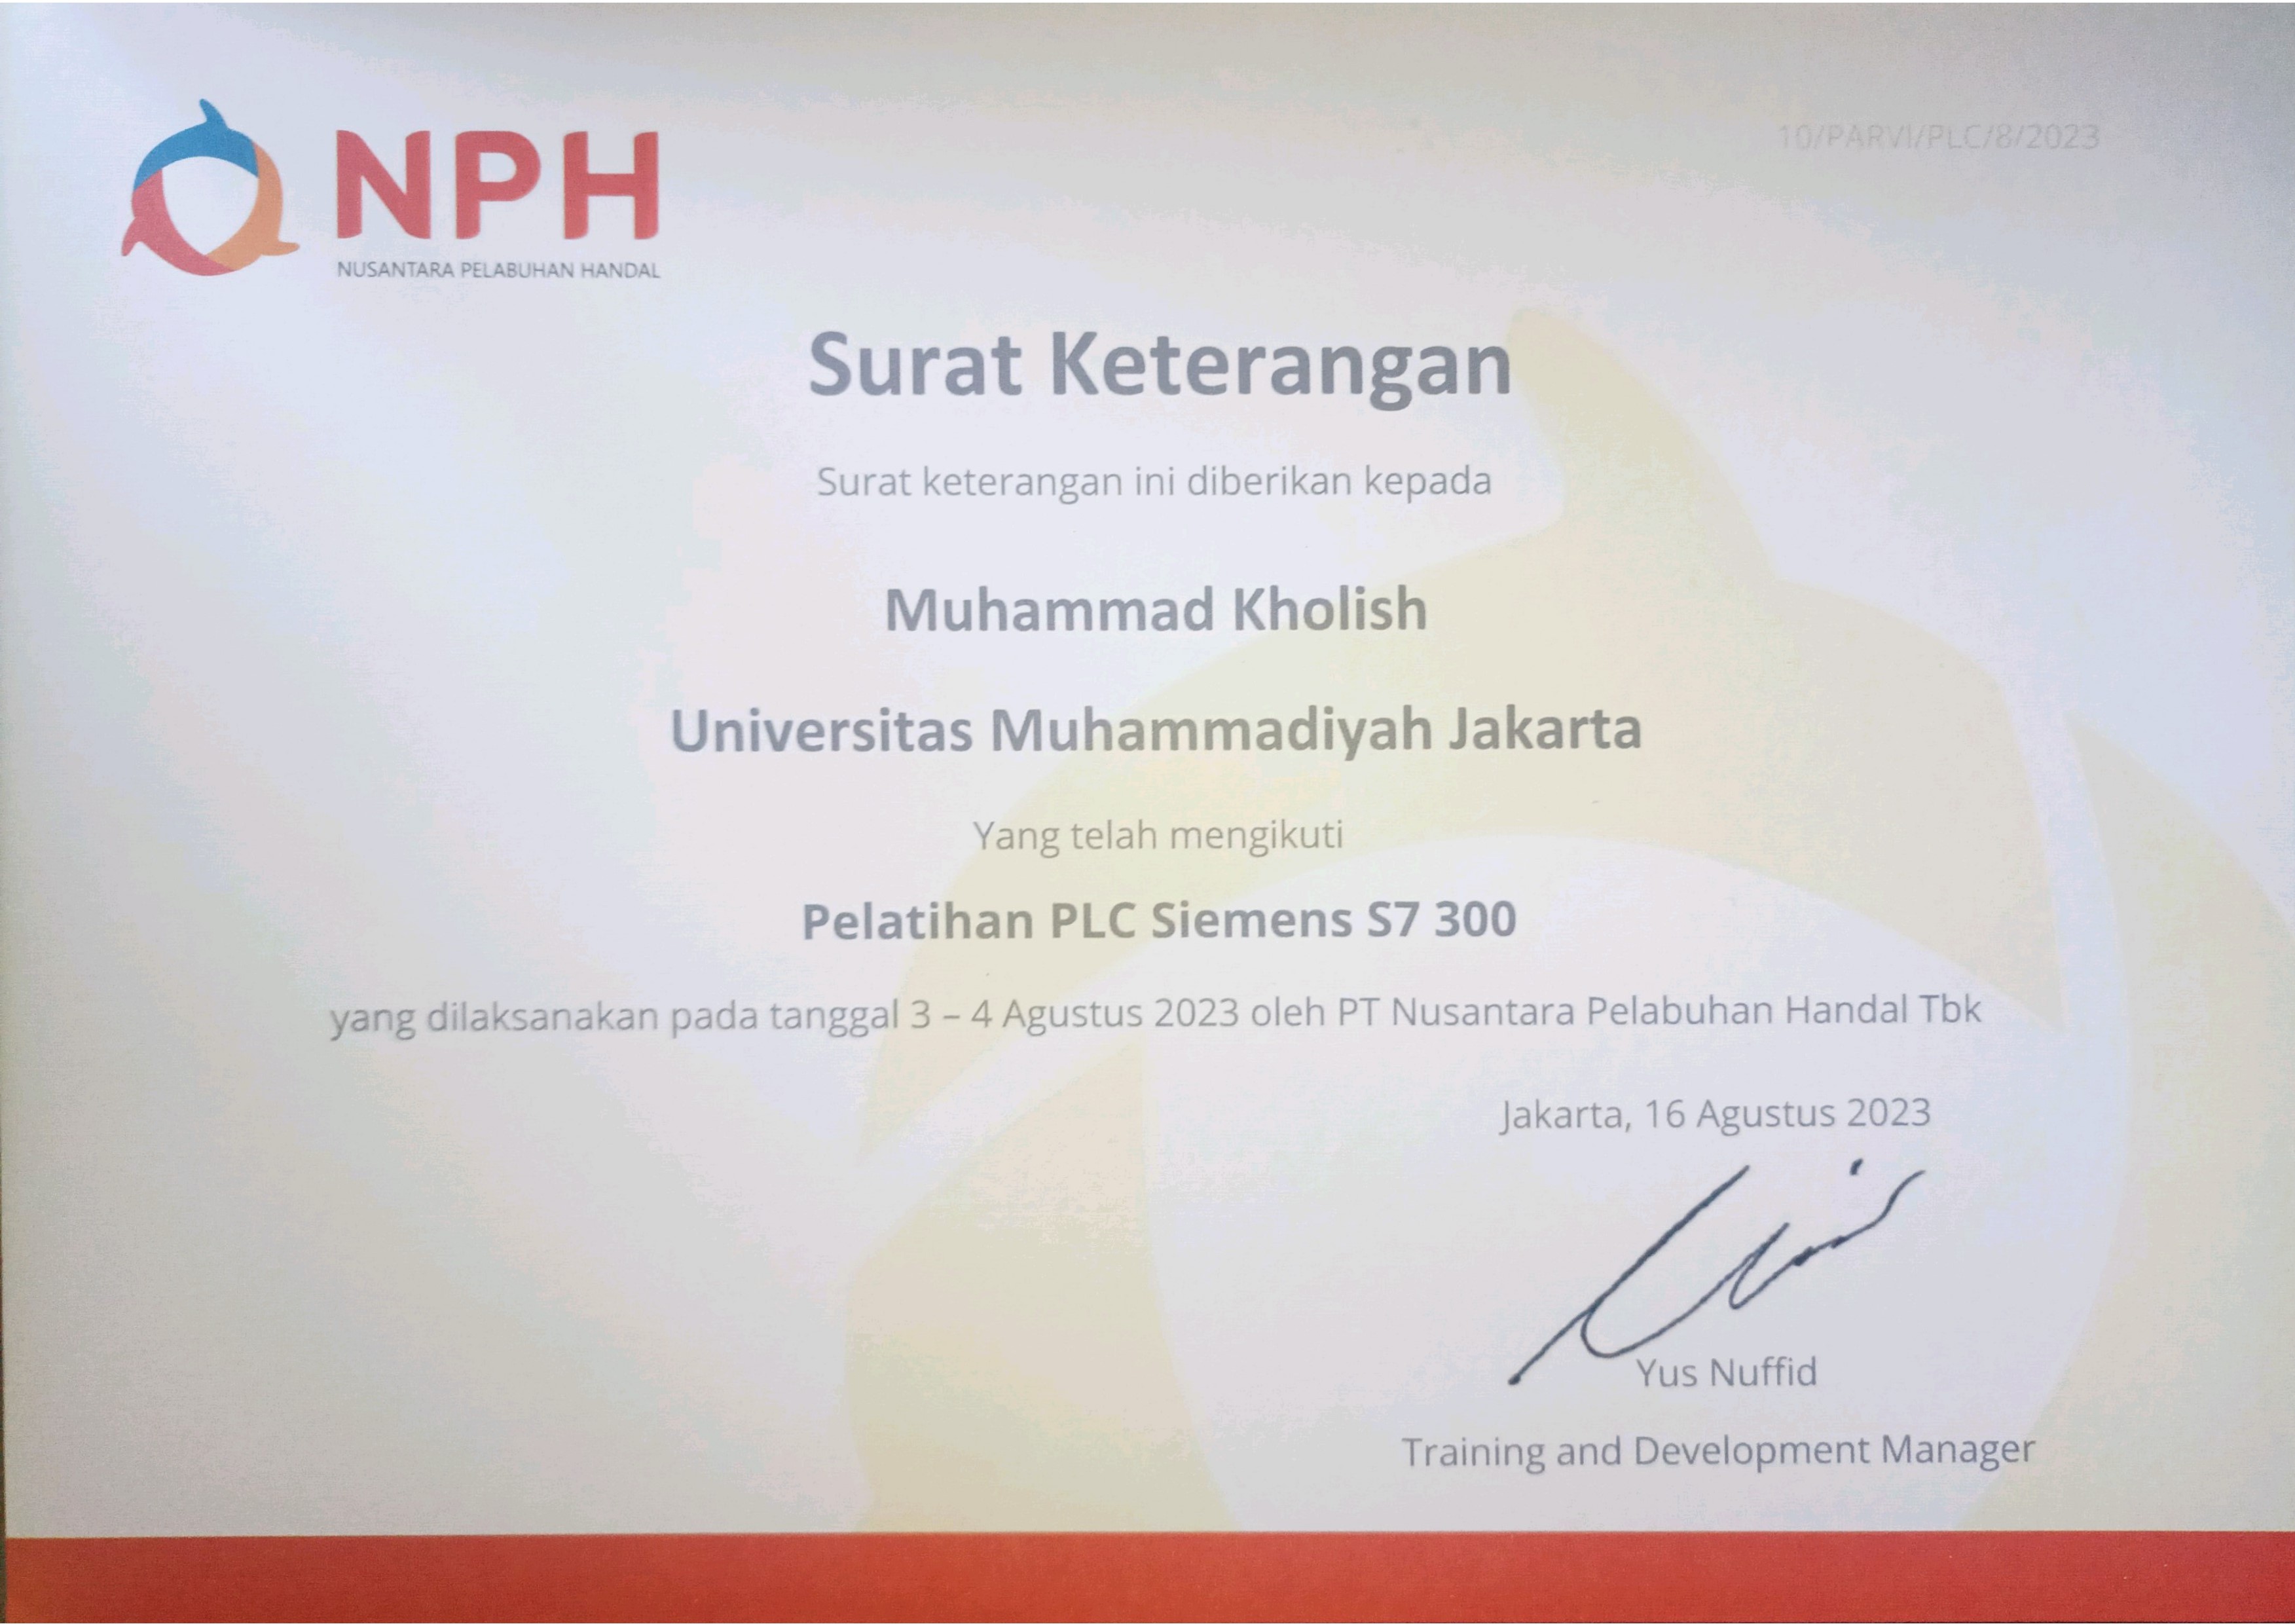 NPH
NUSANTARA PELABUHAN HANDAL
10/PARVI/PLC/8/2023
Surat Keterangan
Surat keterangan ini diberikan kepada
Muhammad Kholish
Universitas Muhammadiyah Jakarta
Yang telah mengikuti
Pelatihan PLC Siemens S7 300
yang dilaksanakan pada tanggal 3 – 4 Agustus 2023 oleh PT Nusantara Pelabuhan Handal Tbk
Jakarta, 16 Agustus 2023
Yus Nuffid
Training and Development Manager